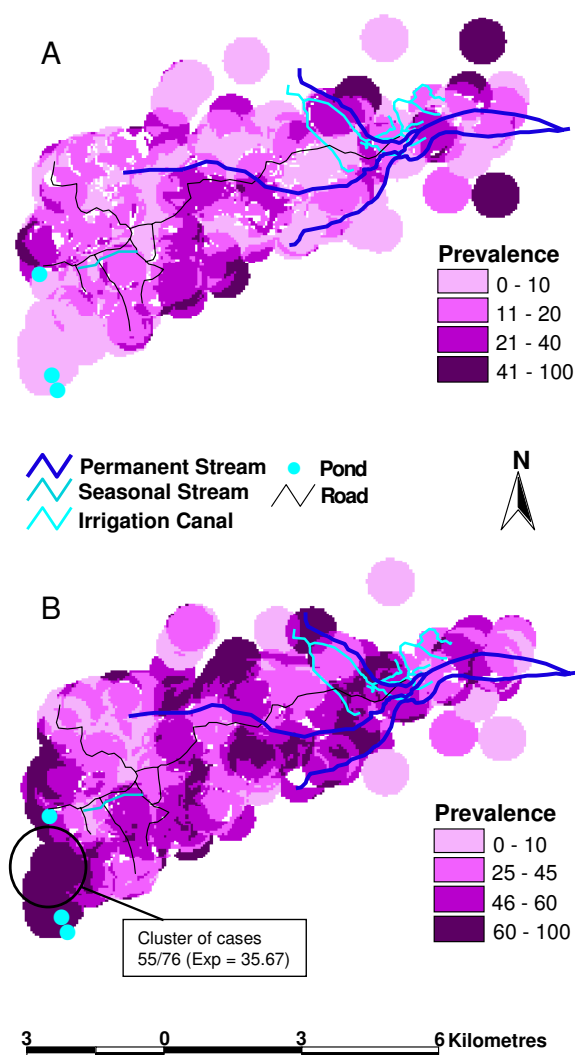 A
Prevalence
0 - 10
11 - 20
21 - 40
41 - 100
Permanent Stream
Pond
Seasonal Stream
Road
Irrigation Canal
N
B
Prevalence
0 - 10
25 - 45
46 - 60
60 - 100
Cluster of cases
55/76 (Exp = 35.67)
3 0 3 6 Kilometres